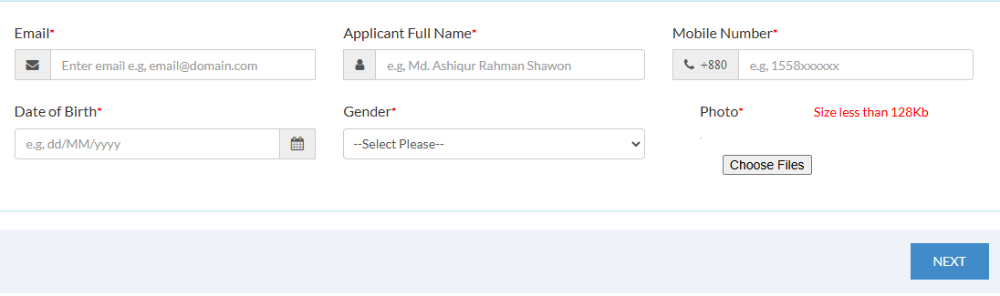 Email* Applicant Full Name* Mobile Number*
Enter email e.g, email@domain.com e.g, Md. Ashiqur Rahman Shawon +880 e.g, 1558xxxxxx
Date of Birth* Gender* Photo* Size less than 128Kb
e.g, dd/MM/yyyy --Select Please--
Choose Files
NEXT